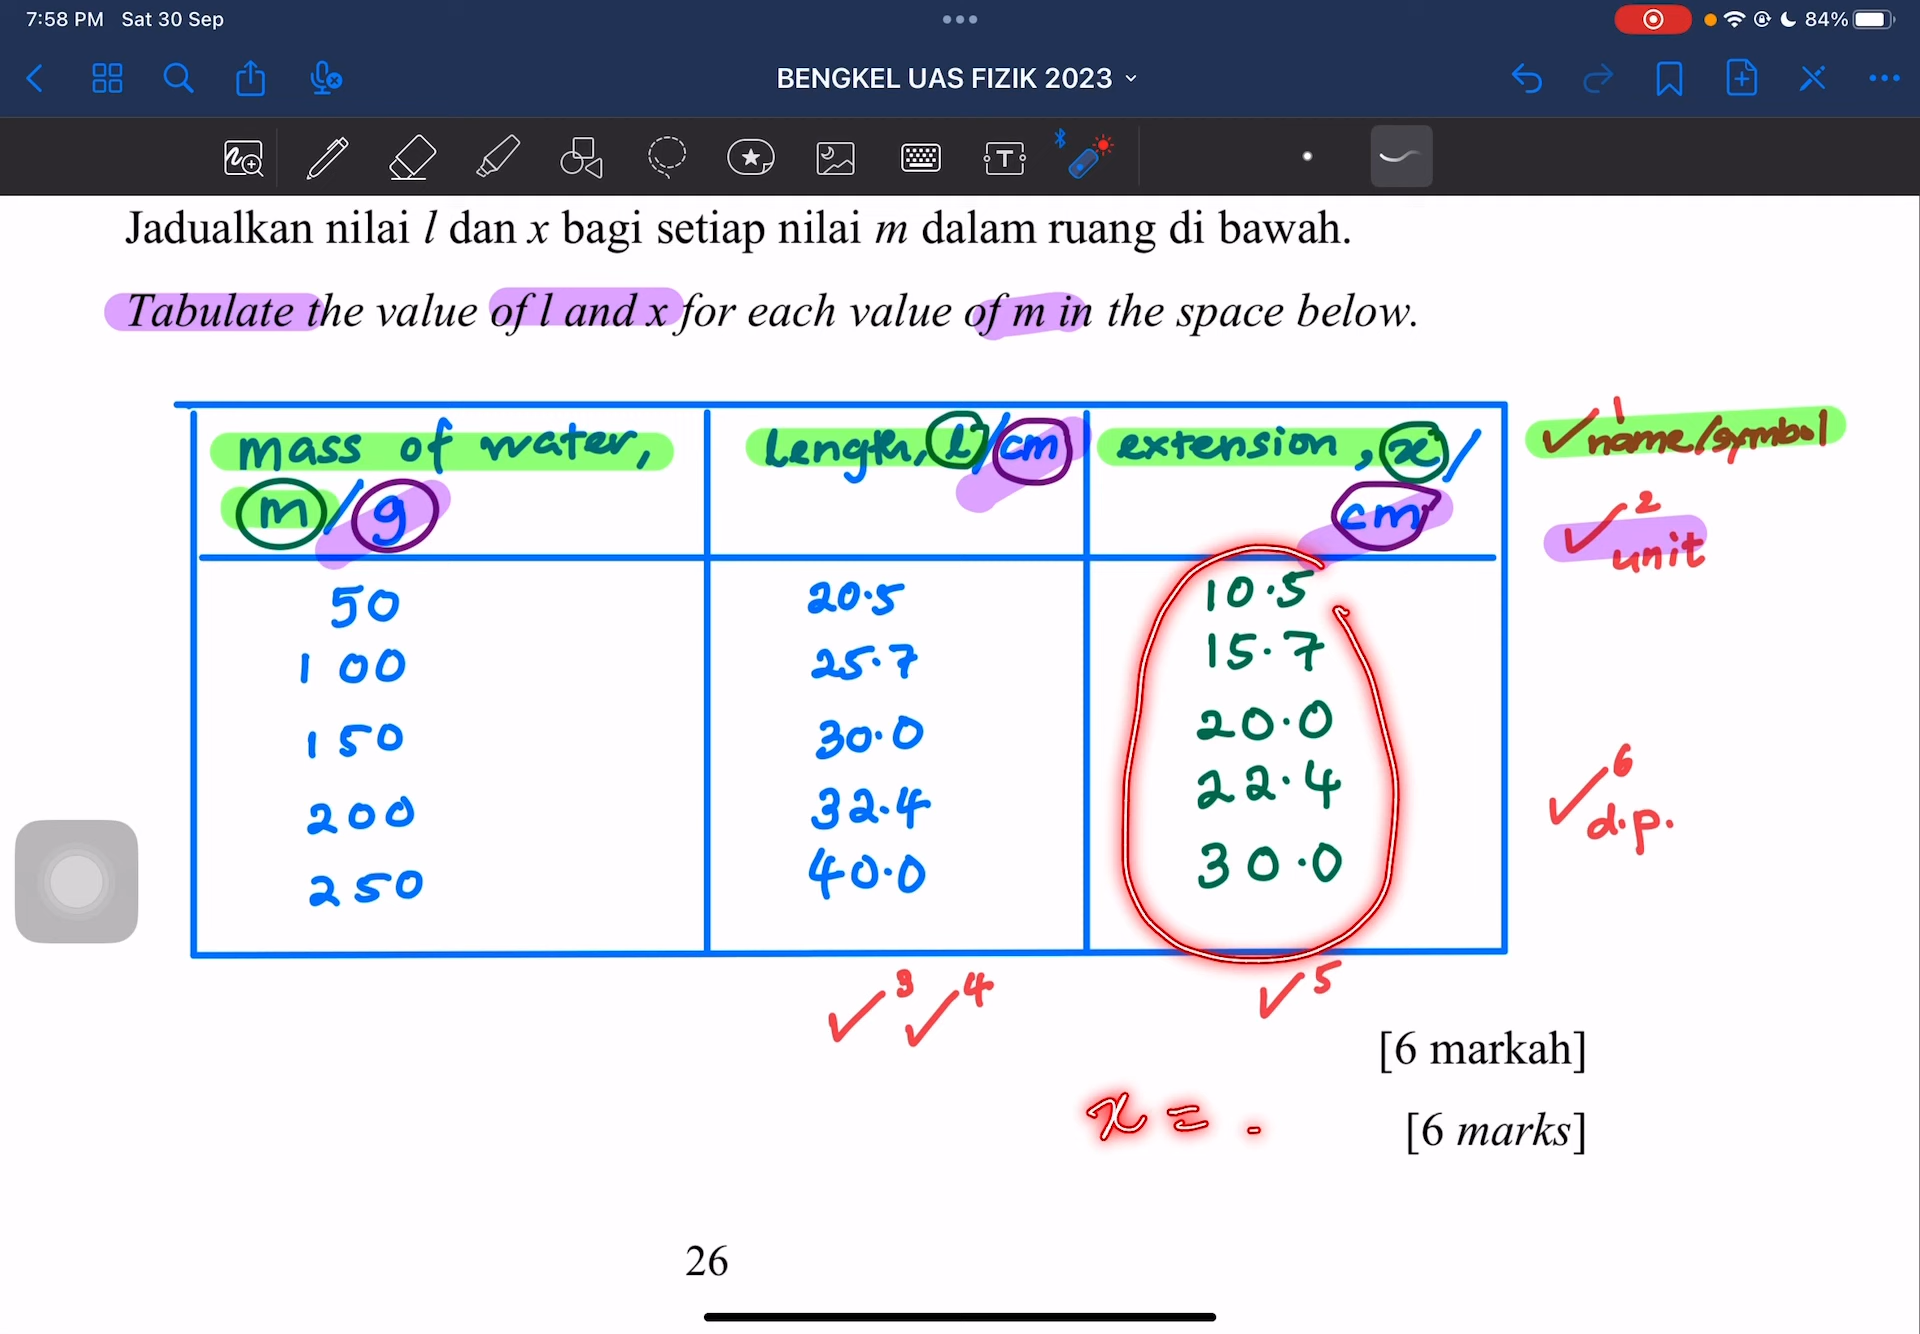 7:58 PM Sat 30 Sep
84%
BENGKEL UAS FIZIK 2023
Jadualkan nilai l dan x bagi setiap nilai m dalam ruang di bawah.
Tabulate the value of l and x for each value of m in the space below.
mass of water, m/g
Length, l/cm
extension, x/cm
50 20.5 10.5
100 25.7 15.7
150 30.0 20.0
200 32.4 22.4
250 40.0 30.0
✓1 name/symbol
✓2 unit
✓6 d.p.
✓3 ✓4 ✓5
[6 markah]
x = -
[6 marks]
26